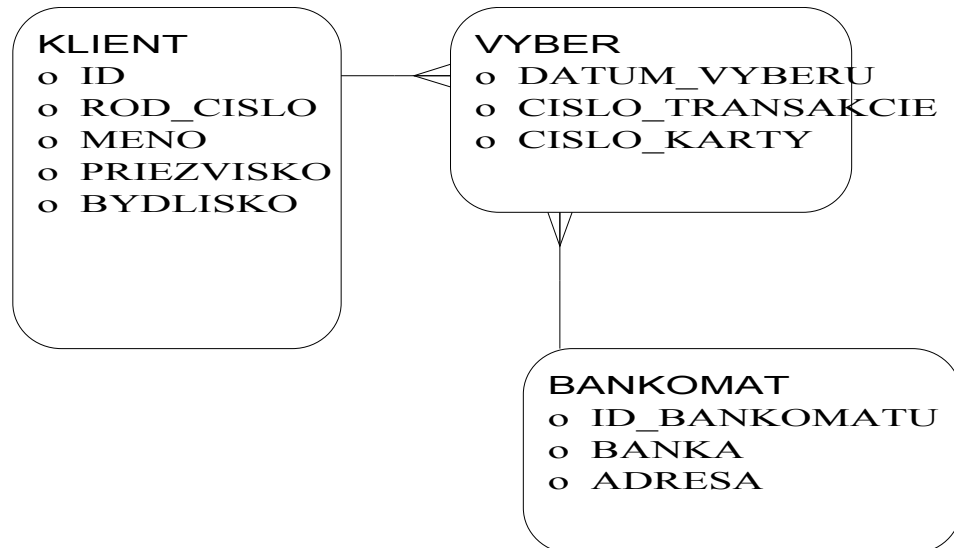 KLIENT
o ID
o ROD_CISLO
o MENO
o PRIEZVISKO
o BYDLISKO
VYBER
o DATUM_VYBERU
o CISLO_TRANSAKCIE
o CISLO_KARTY
BANKOMAT
o ID_BANKOMATU
o BANKA
o ADRESA